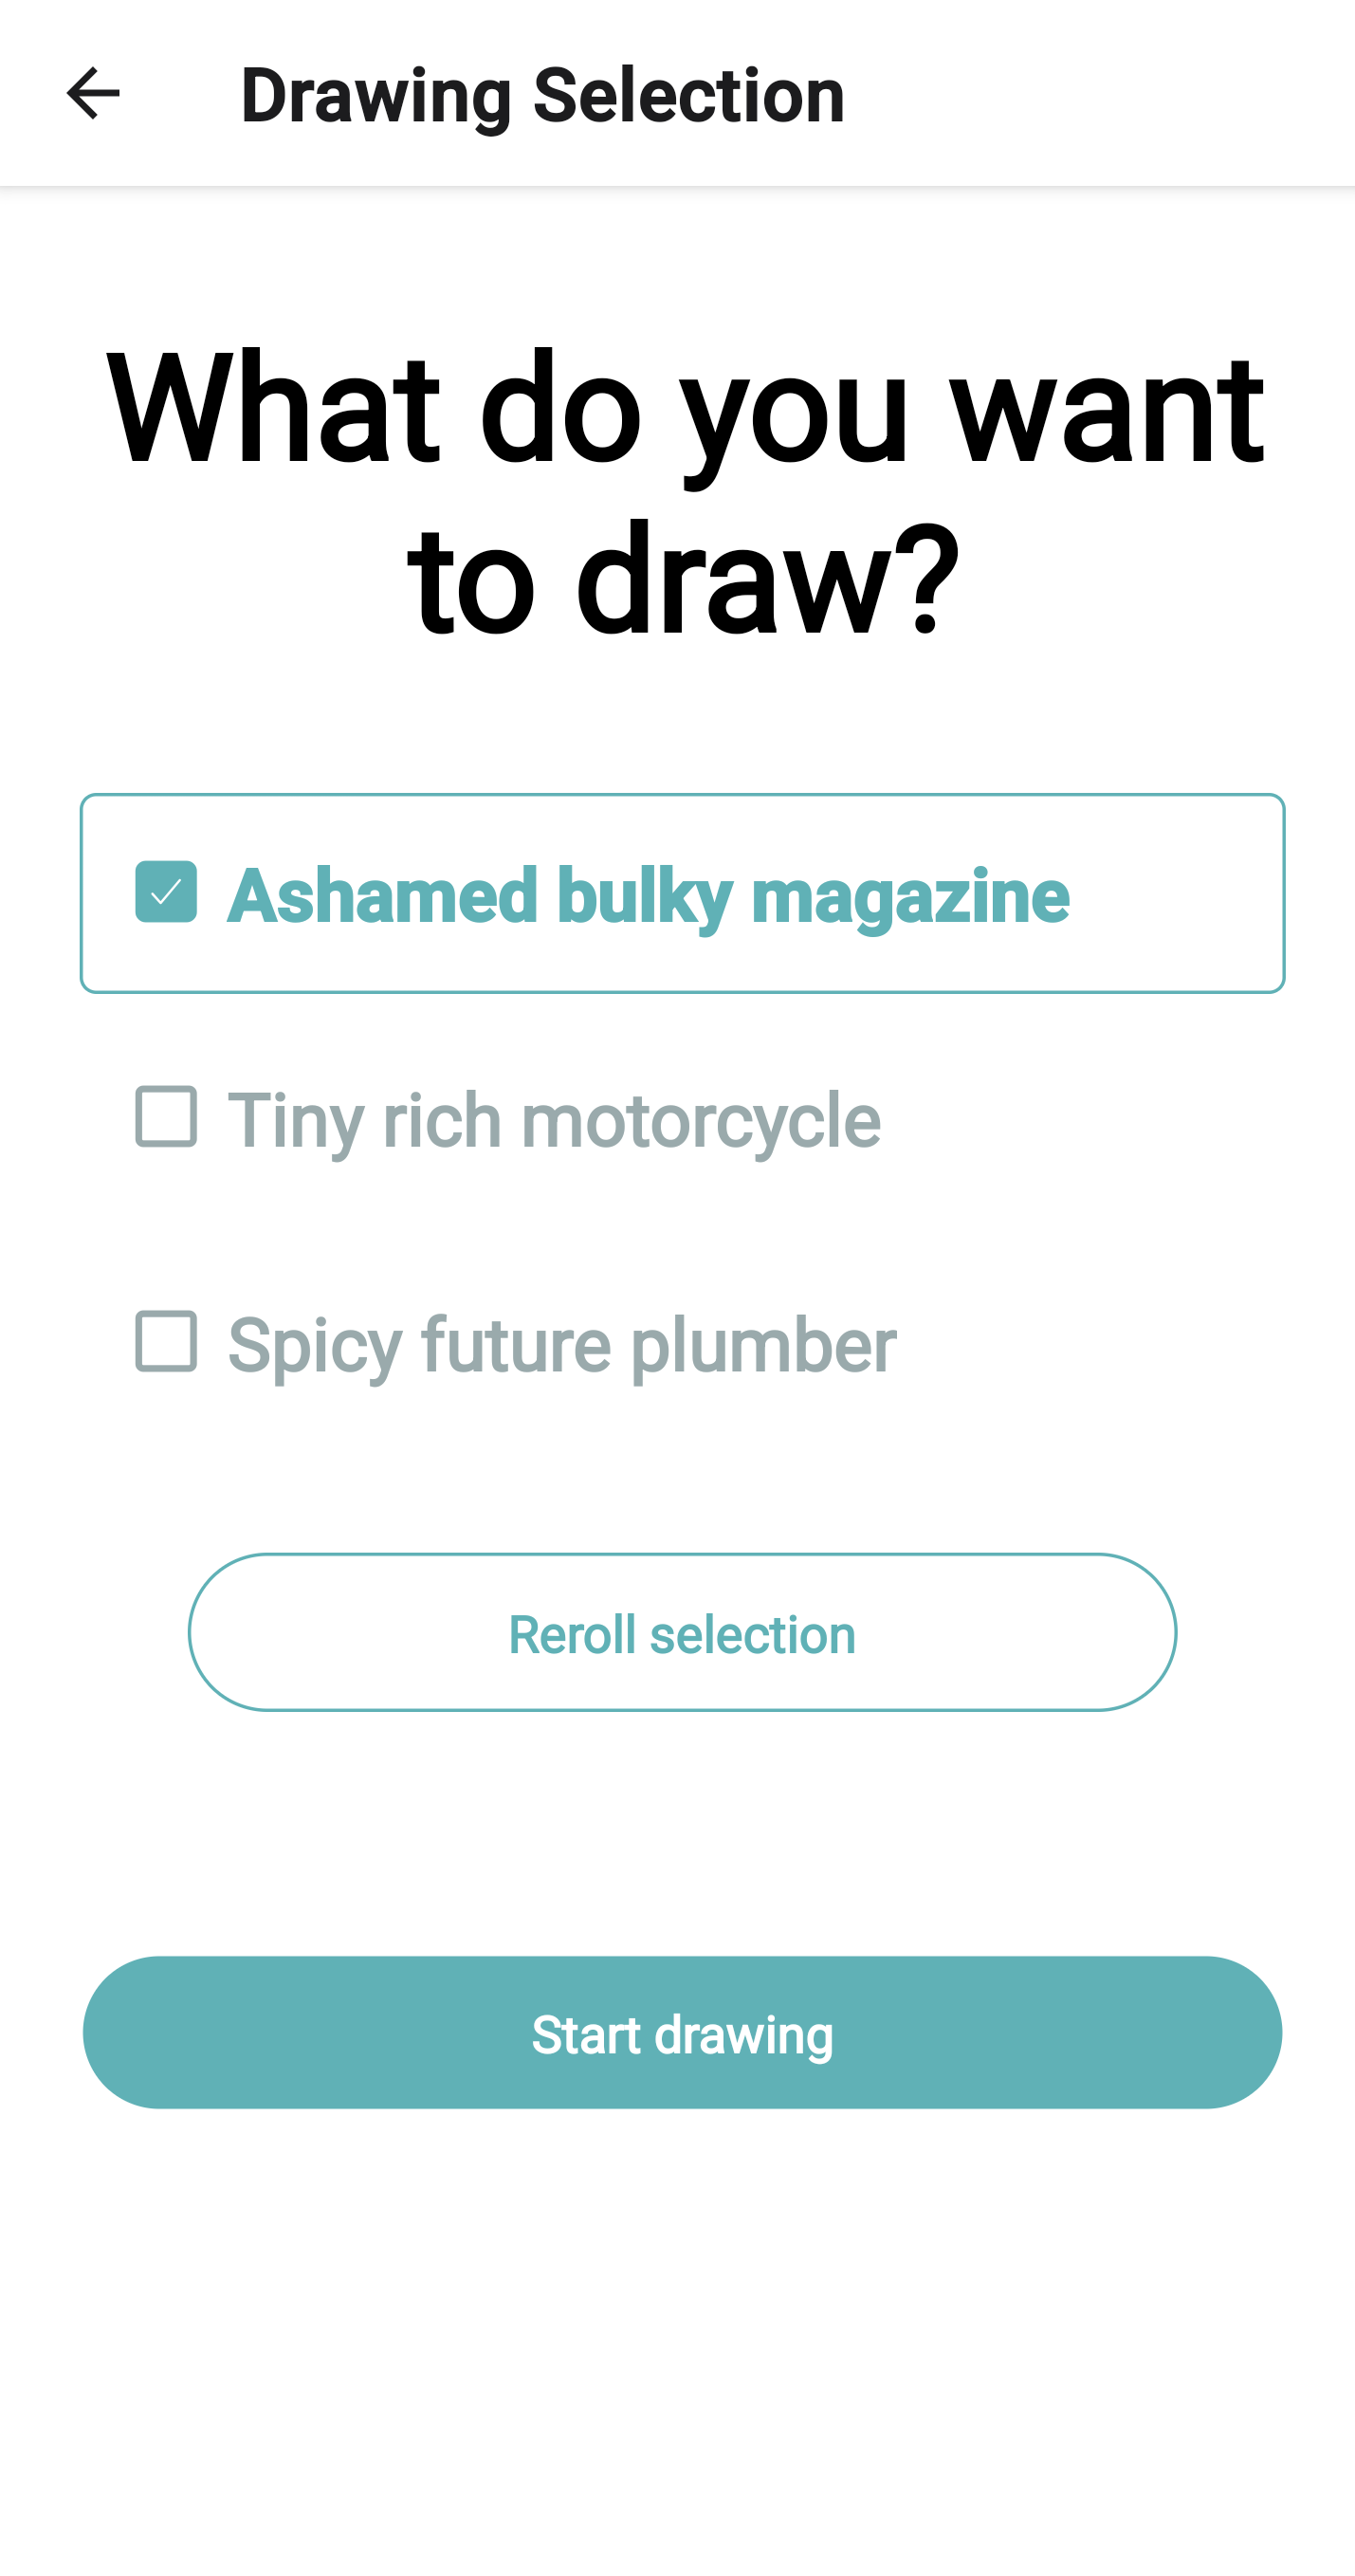 Drawing Selection
What do you want
to draw?
Ashamed bulky magazine
Tiny rich motorcycle
Spicy future plumber
Reroll selection
Start drawing